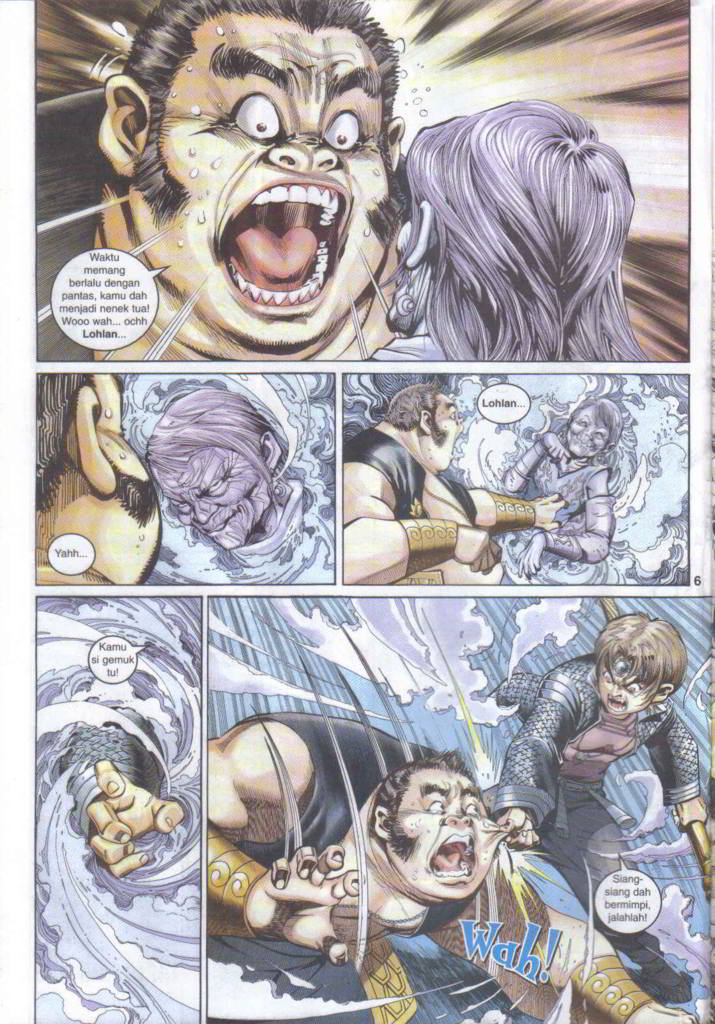 Waktu
memang
berlalu dengan
pantas, kamu dah
menjadi nenek tua!
Wooo wah... ochh
Lohlan...
Yahh...
Lohlan...
6
Kamu
si gemuk
tu!
Wah!
Siang-
siang dah
bermimpi,
jalahlah!